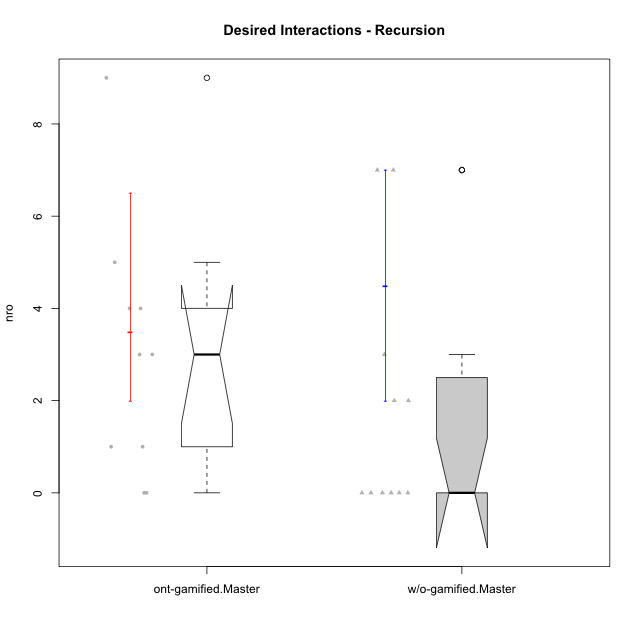 Desired Interactions - Recursion
8
6
4
2
0
nro
ont-gamified.Master
w/o-gamified.Master